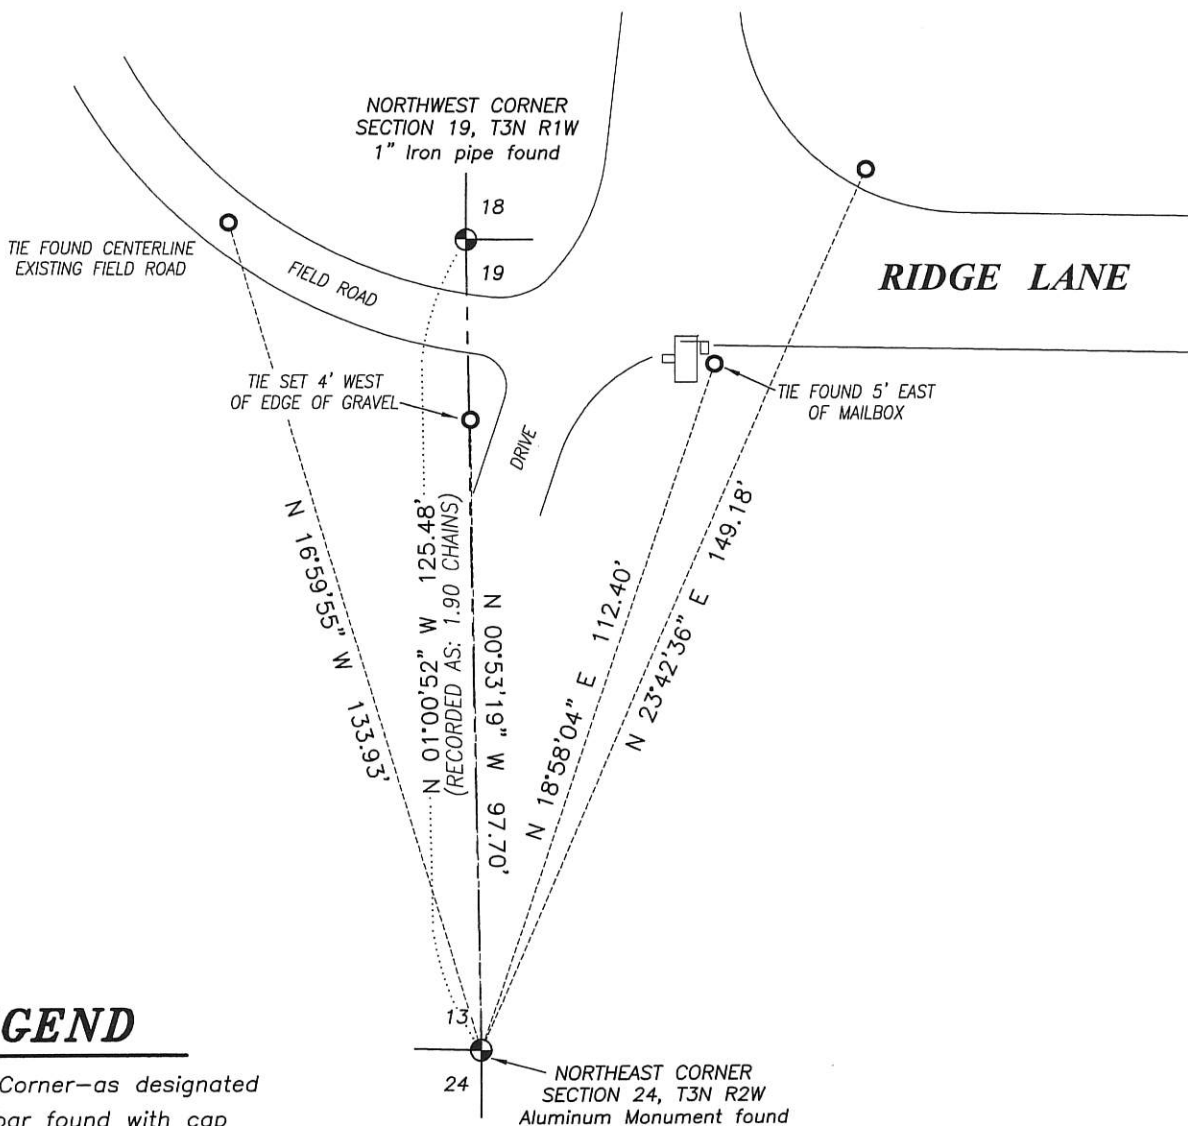 NORTHWEST CORNER
SECTION 19, T3N R1W
1" Iron pipe found
18
19
TIE FOUND CENTERLINE
EXISTING FIELD ROAD
FIELD ROAD
RIDGE LANE
TIE SET 4' WEST
OF EDGE OF GRAVEL
DRIVE
TIE FOUND 5' EAST
OF MAILBOX
N 16°59'55" W 133.93'
N 01°00'52" W 125.48'
(RECORDED AS: 1.90 CHAINS)
N 00°53'19" W 97.70'
N 18°58'04" E 112.40'
N 23°42'36" E 149.18'
13
24
NORTHEAST CORNER
SECTION 24, T3N R2W
Aluminum Monument found
GEND
Corner-as designated
found with cap